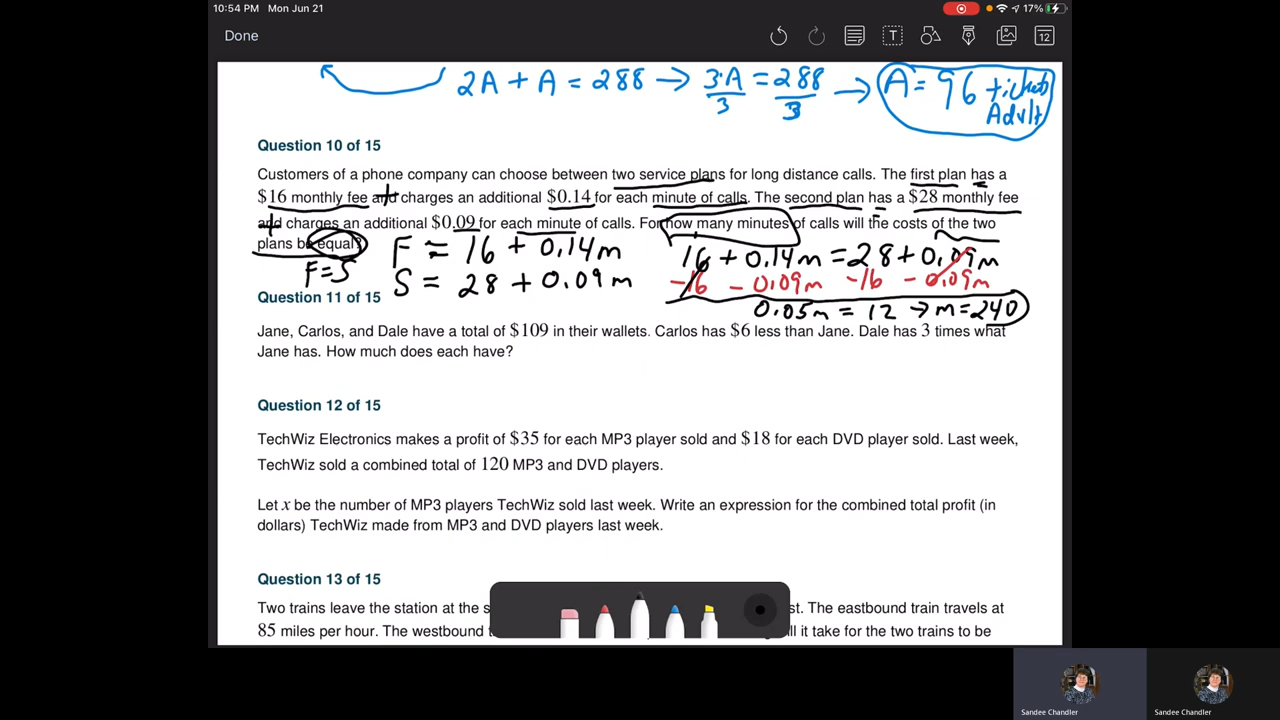 10:54 PM Mon Jun 21
17%
Done
T
12
2A + A = 288 → 3·A/3 = 288/3 → A = 96 tickets
Adult
Question 10 of 15
Customers of a phone company can choose between two service plans for long distance calls. The first plan has a
$16 monthly fee and charges an additional $0.14 for each minute of calls. The second plan has a $28 monthly fee
and charges an additional $0.09 for each minute of calls. For how many minutes of calls will the costs of the two
plans be equal?
F = 16 + 0.14m
16 + 0.14m = 28 + 0.09m
F=S
S = 28 + 0.09m
-16 - 0.09m -16 - 0.09m
0.05m = 12 → m = 240
Question 11 of 15
Jane, Carlos, and Dale have a total of $109 in their wallets. Carlos has $6 less than Jane. Dale has 3 times what
Jane has. How much does each have?
Question 12 of 15
TechWiz Electronics makes a profit of $35 for each MP3 player sold and $18 for each DVD player sold. Last week,
TechWiz sold a combined total of 120 MP3 and DVD players.
Let x be the number of MP3 players TechWiz sold last week. Write an expression for the combined total profit (in
dollars) TechWiz made from MP3 and DVD players last week.
Question 13 of 15
Two trains leave the station at the s st. The eastbound train travels at
85 miles per hour. The westbound ill it take for the two trains to be
Sandee Chandler
Sandee Chandler